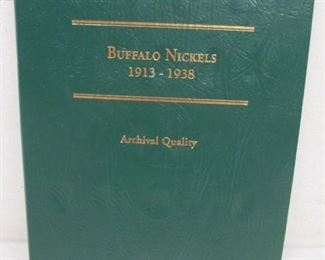 Buffalo Nickels
1913 - 1938
Archival Quality